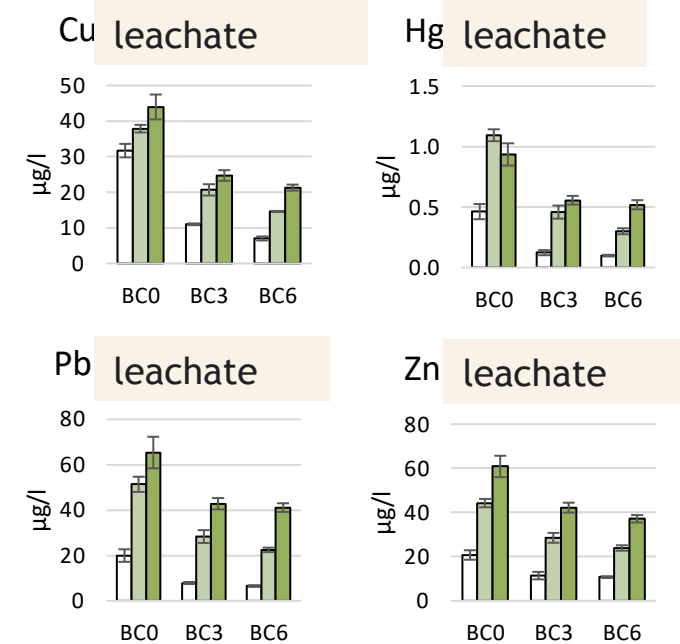 Cu leachate
50
40
30
20
10
0
µg/l
BC0 BC3 BC6
Hg leachate
1.5
1.0
0.5
0.0
µg/l
BC0 BC3 BC6
Pb leachate
80
60
40
20
0
µg/l
BC0 BC3 BC6
Zn leachate
80
60
40
20
0
µg/l
BC0 BC3 BC6